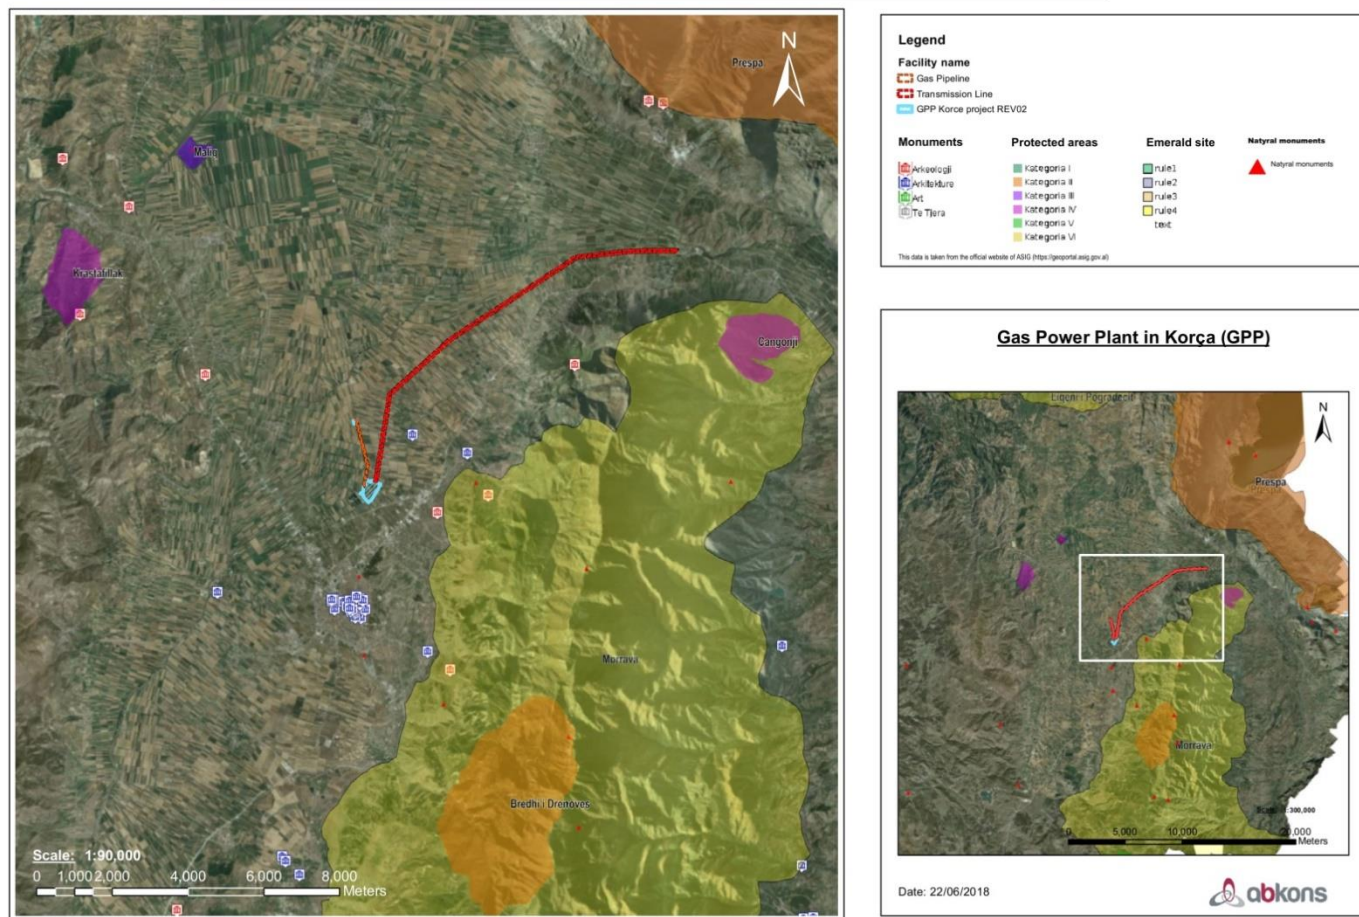 N
Prespa
Maliq
Krastafillak
Cangonji
Morrava
Bredhi i Drenoves
Scale: 1:90,000
0 1,000 2,000 4,000 6,000 8,000
Meters
Legend
Facility name
Gas Pipeline
Transmission Line
GPP Korce project REV02
Monuments
Arkeologji
Arkitekture
Art
Te Tjera
Protected areas
Kategoria I
Kategoria II
Kategoria III
Kategoria IV
Kategoria V
Kategoria VI
Emerald site
rule1
rule2
rule3
rule4
text
Natyral monuments
Natyral monuments
This data is taken from the official website of ASIG (https://geoportal.asig.gov.al)
Gas Power Plant in Korça (GPP)
Liqeni i Pogradecit
N
Prespa
Morrava
Scale: 1:300,000
0 5,000 10,000 20,000
Meters
Date: 22/06/2018
abkons